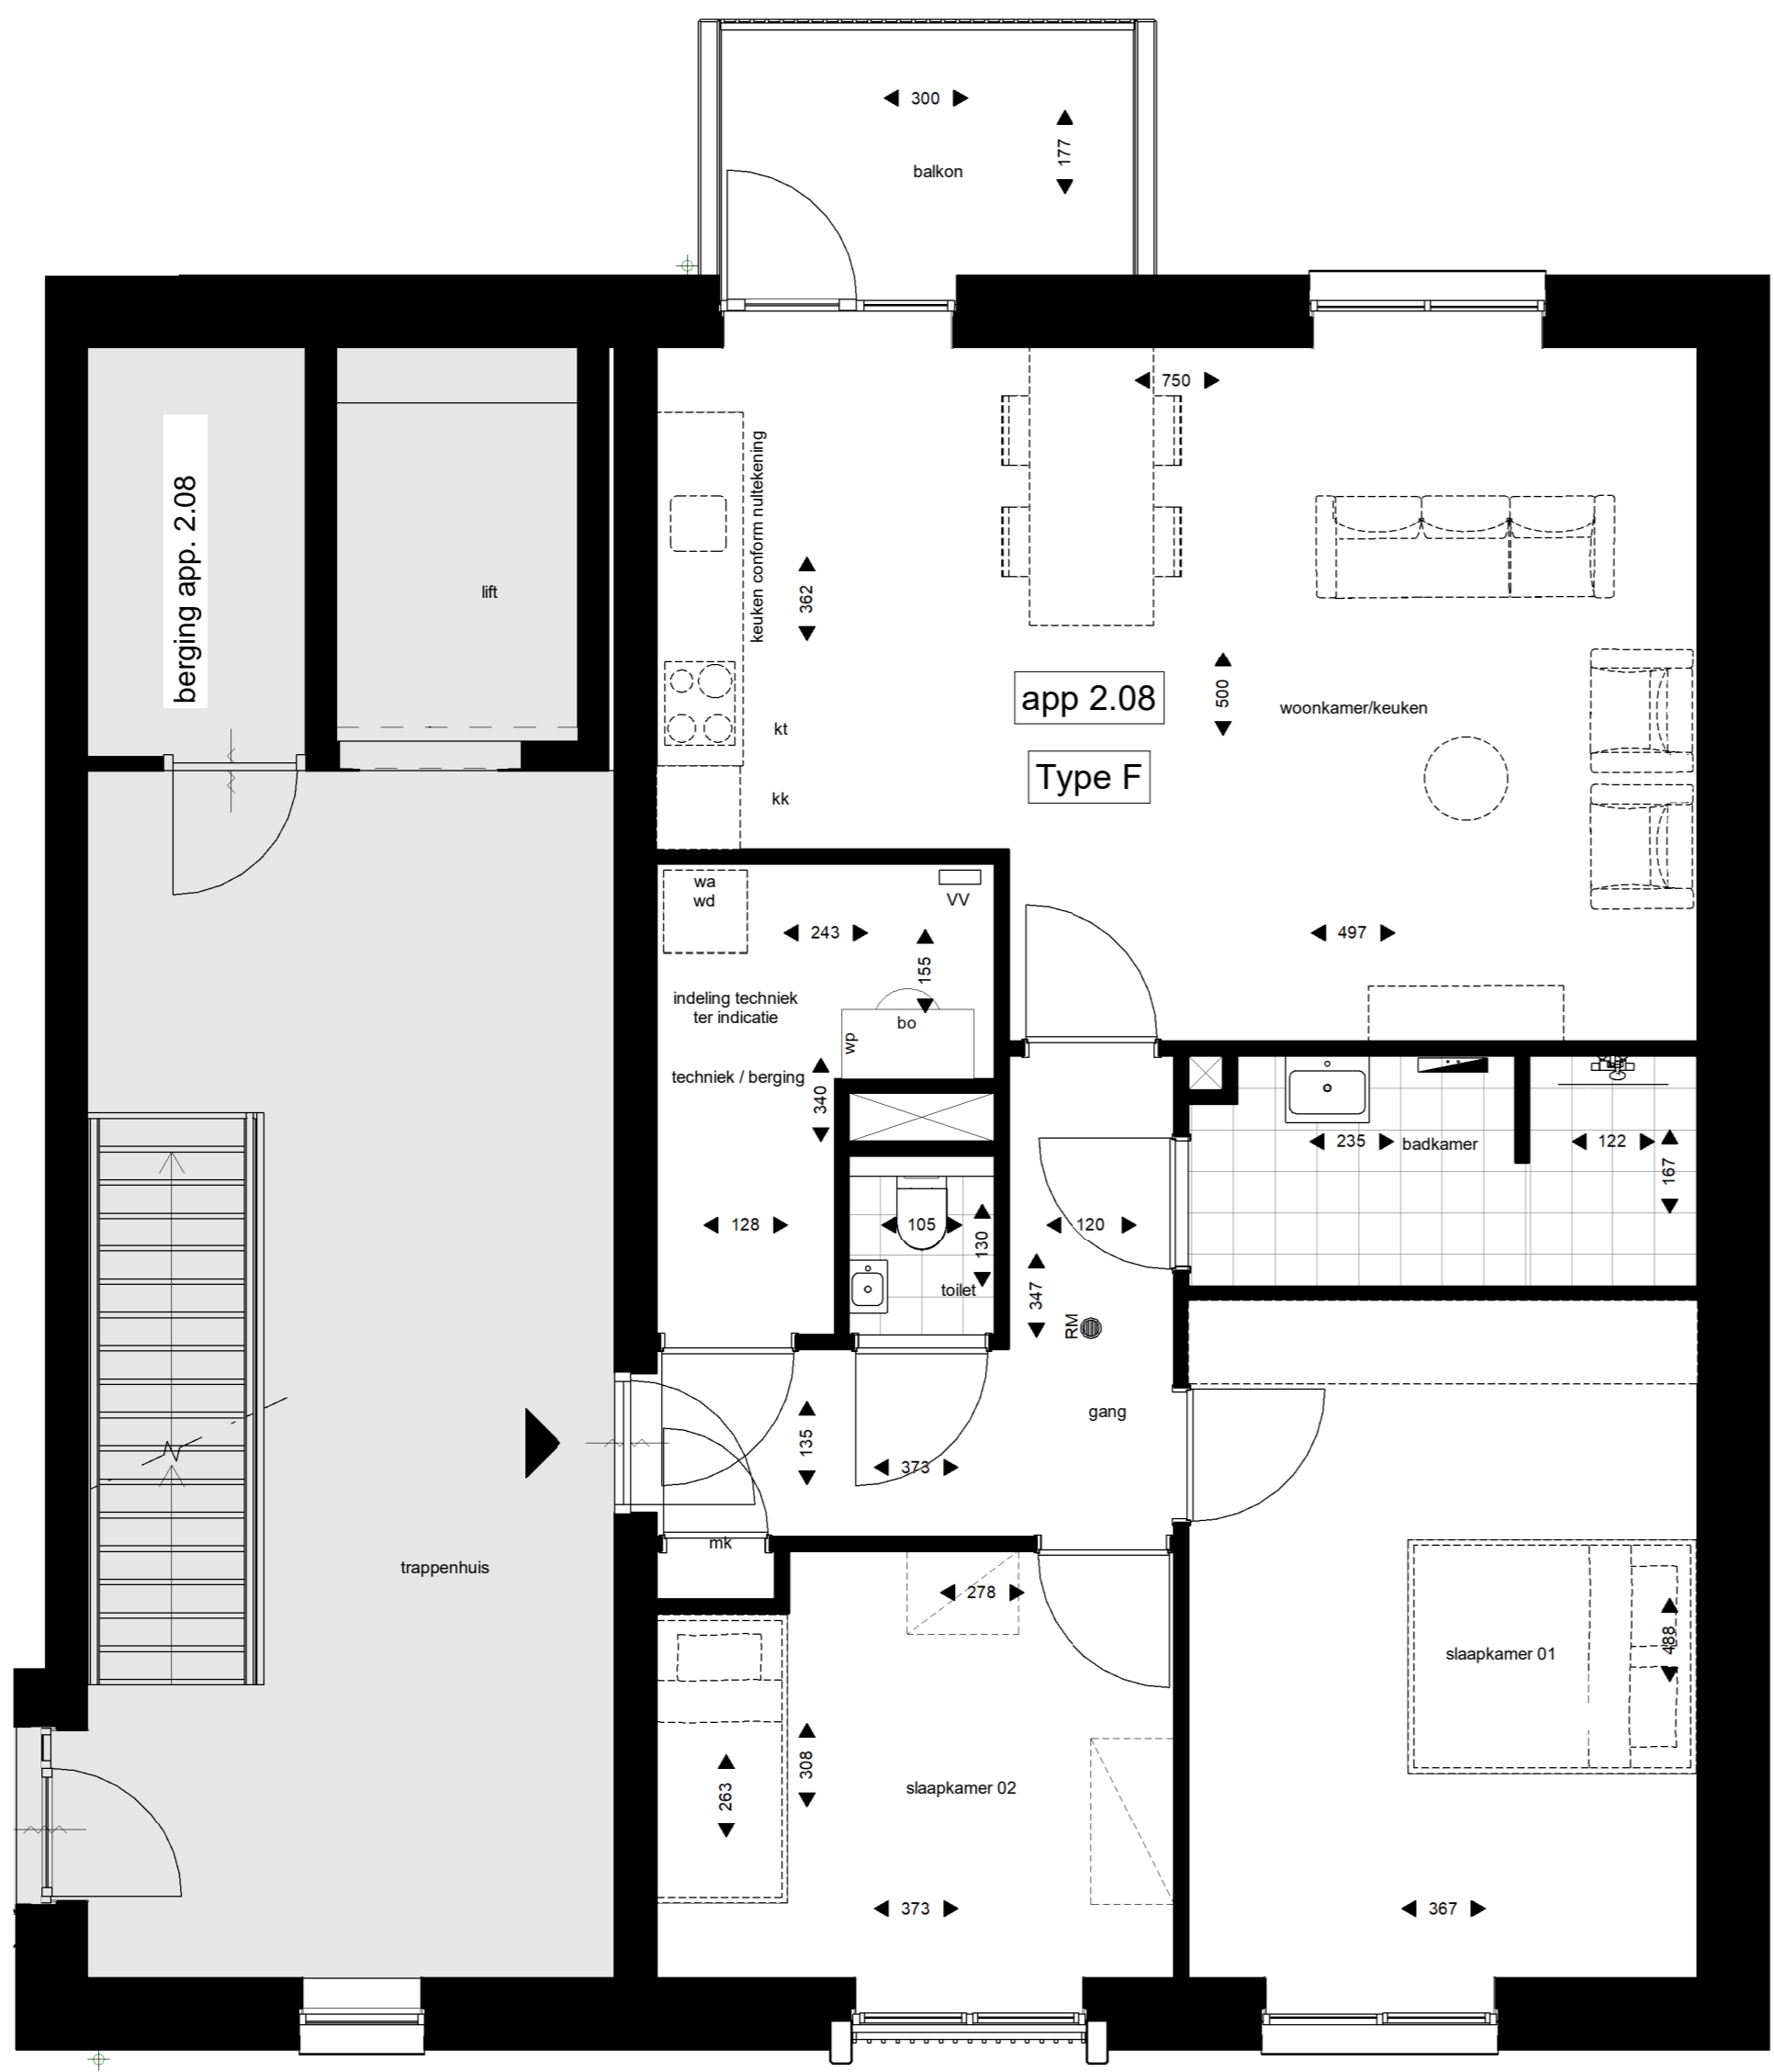 300
177
balkon
750
berging app. 2.08
lift
keuken conform nultekening
362
app 2.08
500
woonkamer/keuken
kt
Type F
kk
wa
wd
VV
243
497
155
indeling techniek
ter indicatie
bo
wp
techniek / berging
340
235
badkamer
122
167
128
105
130
120
toilet
347
RM
gang
135
373
mk
trappenhuis
278
488
slaapkamer 01
308
263
slaapkamer 02
373
367